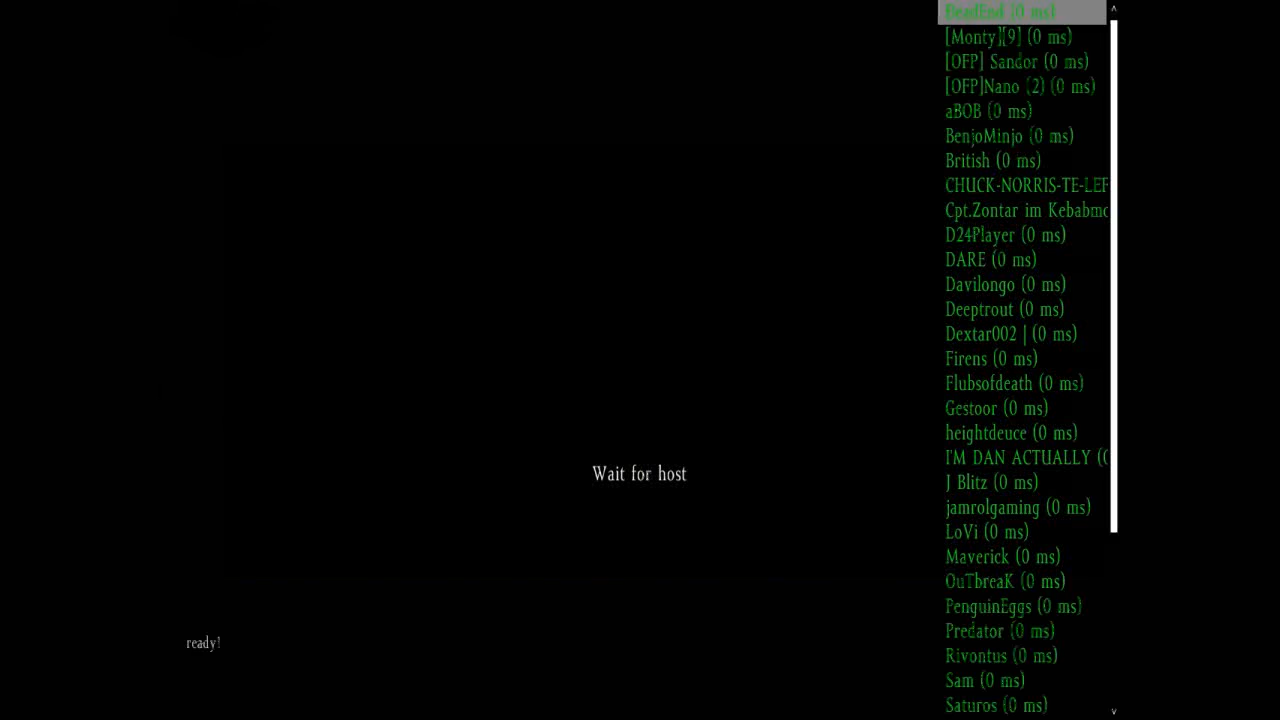 DeadEnd (0 ms)
[Monty][9] (0 ms)
[OFP] Sandor (0 ms)
[OFP]Nano (2) (0 ms)
aBOB (0 ms)
BenjoMinjo (0 ms)
British (0 ms)
CHUCK-NORRIS-TE-LEF
Cpt.Zontar im Kebabmo
D24Player (0 ms)
DARE (0 ms)
Davilongo (0 ms)
Deeptrout (0 ms)
Dextar002 | (0 ms)
Firens (0 ms)
Flubsofdeath (0 ms)
Gestoor (0 ms)
heightdeuce (0 ms)
I'M DAN ACTUALLY ((
J Blitz (0 ms)
Wait for host
jamrolgaming (0 ms)
LoVi (0 ms)
Maverick (0 ms)
OuTbreaK (0 ms)
PenguinEggs (0 ms)
Predator (0 ms)
ready!
Rivontus (0 ms)
Sam (0 ms)
Saturos (0 ms)